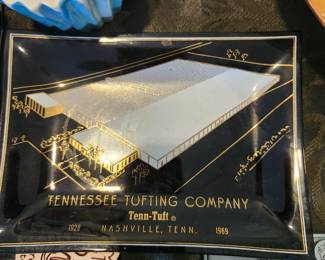 TENNESSEE TUFTING COMPANY
Tenn-Tuft ®
1929 NASHVILLE, TENN. 1969